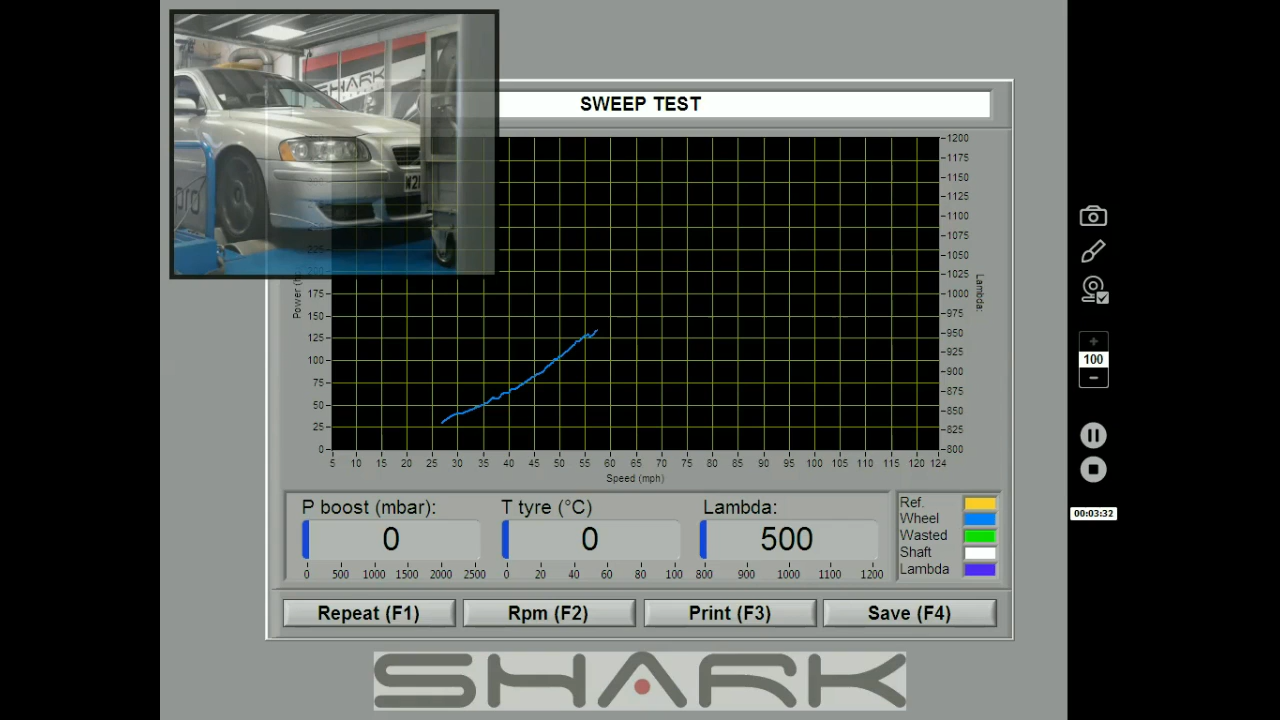 SWEEP TEST
SHARK
pro
W2
Power (h
225
175
150
125
100
75
50
25
0
1200
1175
1150
1125
1100
1075
1050
1025
1000
975
950
925
900
875
850
825
800
Lambda:
5 10 15 20 25 30 35 40 45 50 55 60 65 70 75 80 85 90 95 100 105 110 115 120 124
Speed (mph)
P boost (mbar): T tyre (°C) Lambda:
0 0 500
0 500 1000 1500 2000 2500 0 20 40 60 80 100 800 900 1000 1100 1200
Ref.
Wheel
Wasted
Shaft
Lambda
Repeat (F1) Rpm (F2) Print (F3) Save (F4)
SHARK
100
00:03:32